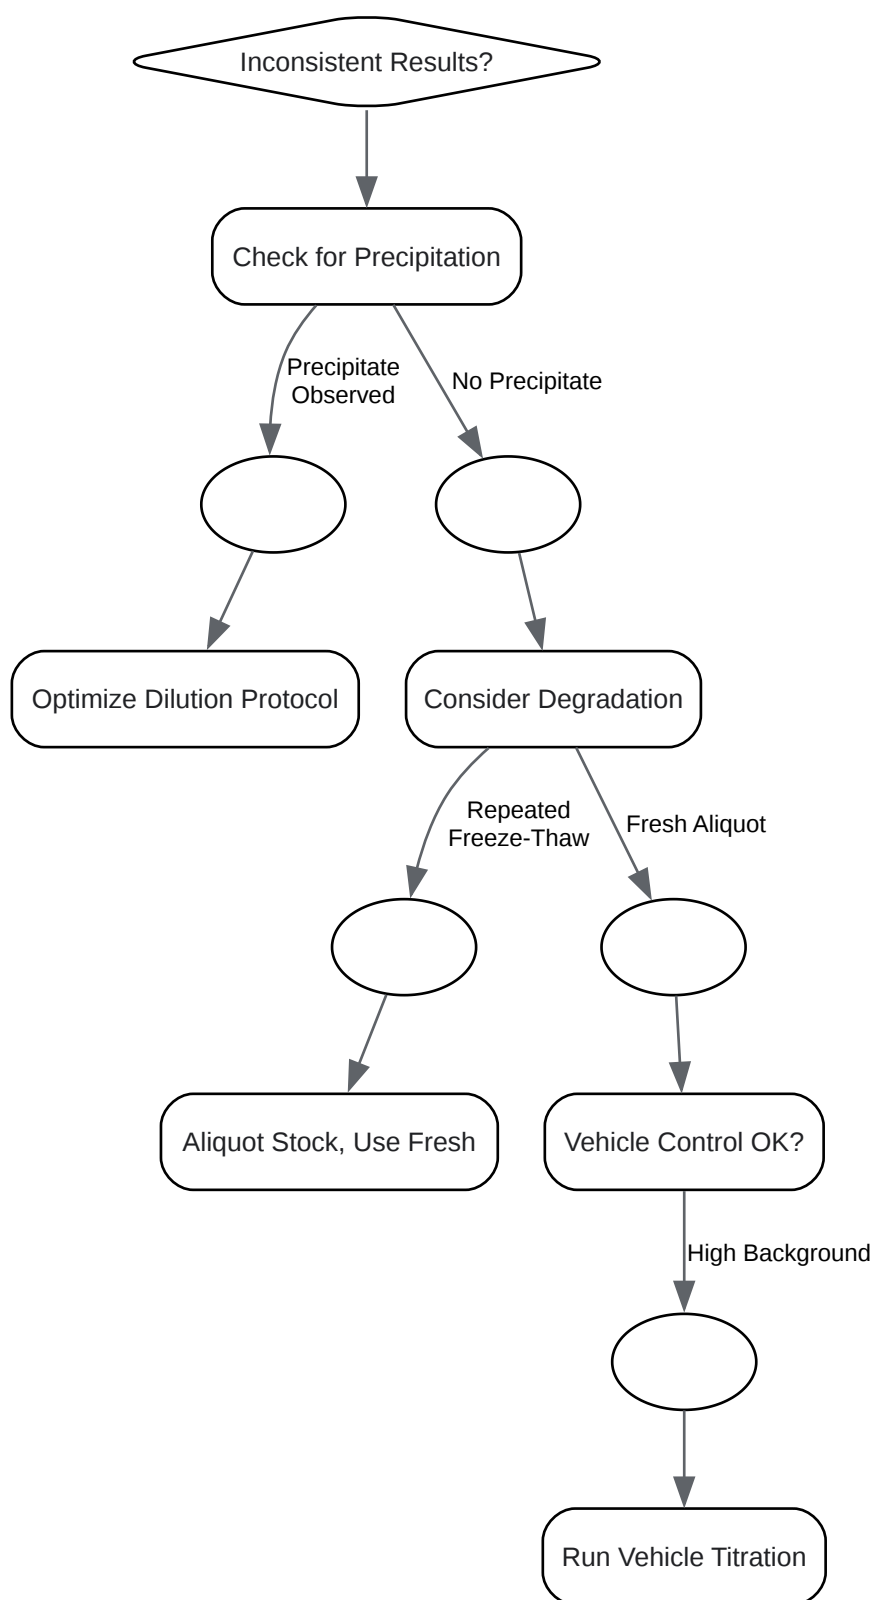 Inconsistent Results?
Check for Precipitation
Precipitate
Observed
No Precipitate
Optimize Dilution Protocol
Consider Degradation
Repeated
Freeze-Thaw
Fresh Aliquot
Aliquot Stock, Use Fresh
Vehicle Control OK?
High Background
Run Vehicle Titration